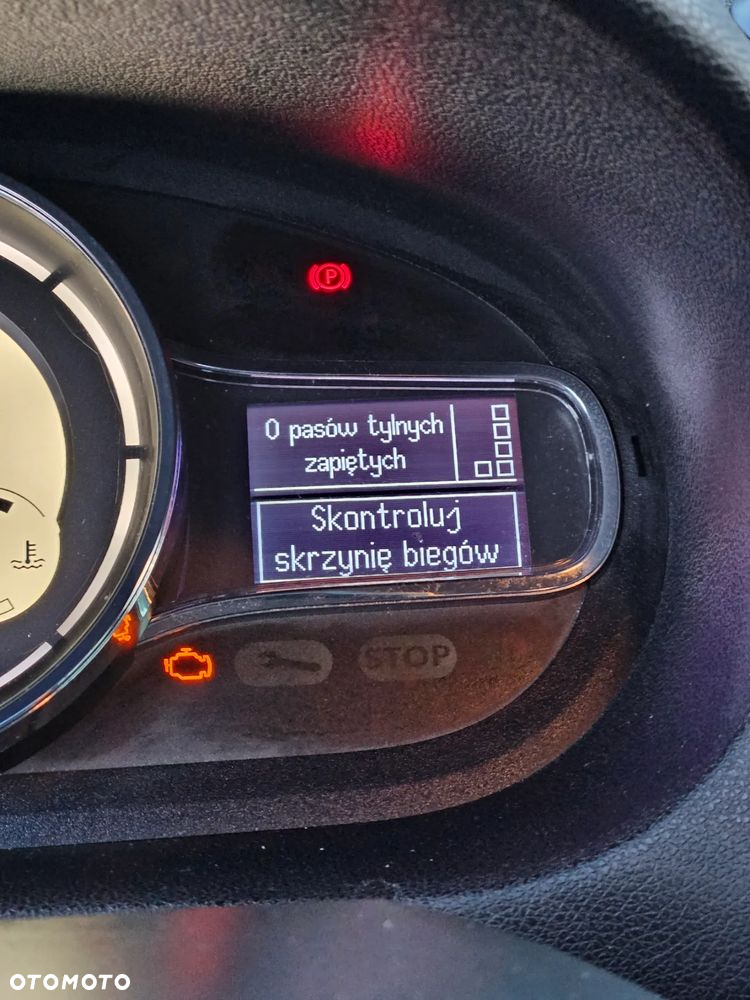 P
0 pasów tylnych
zapiętych
Skontroluj
skrzynię biegów
STOP
OTOMOTO